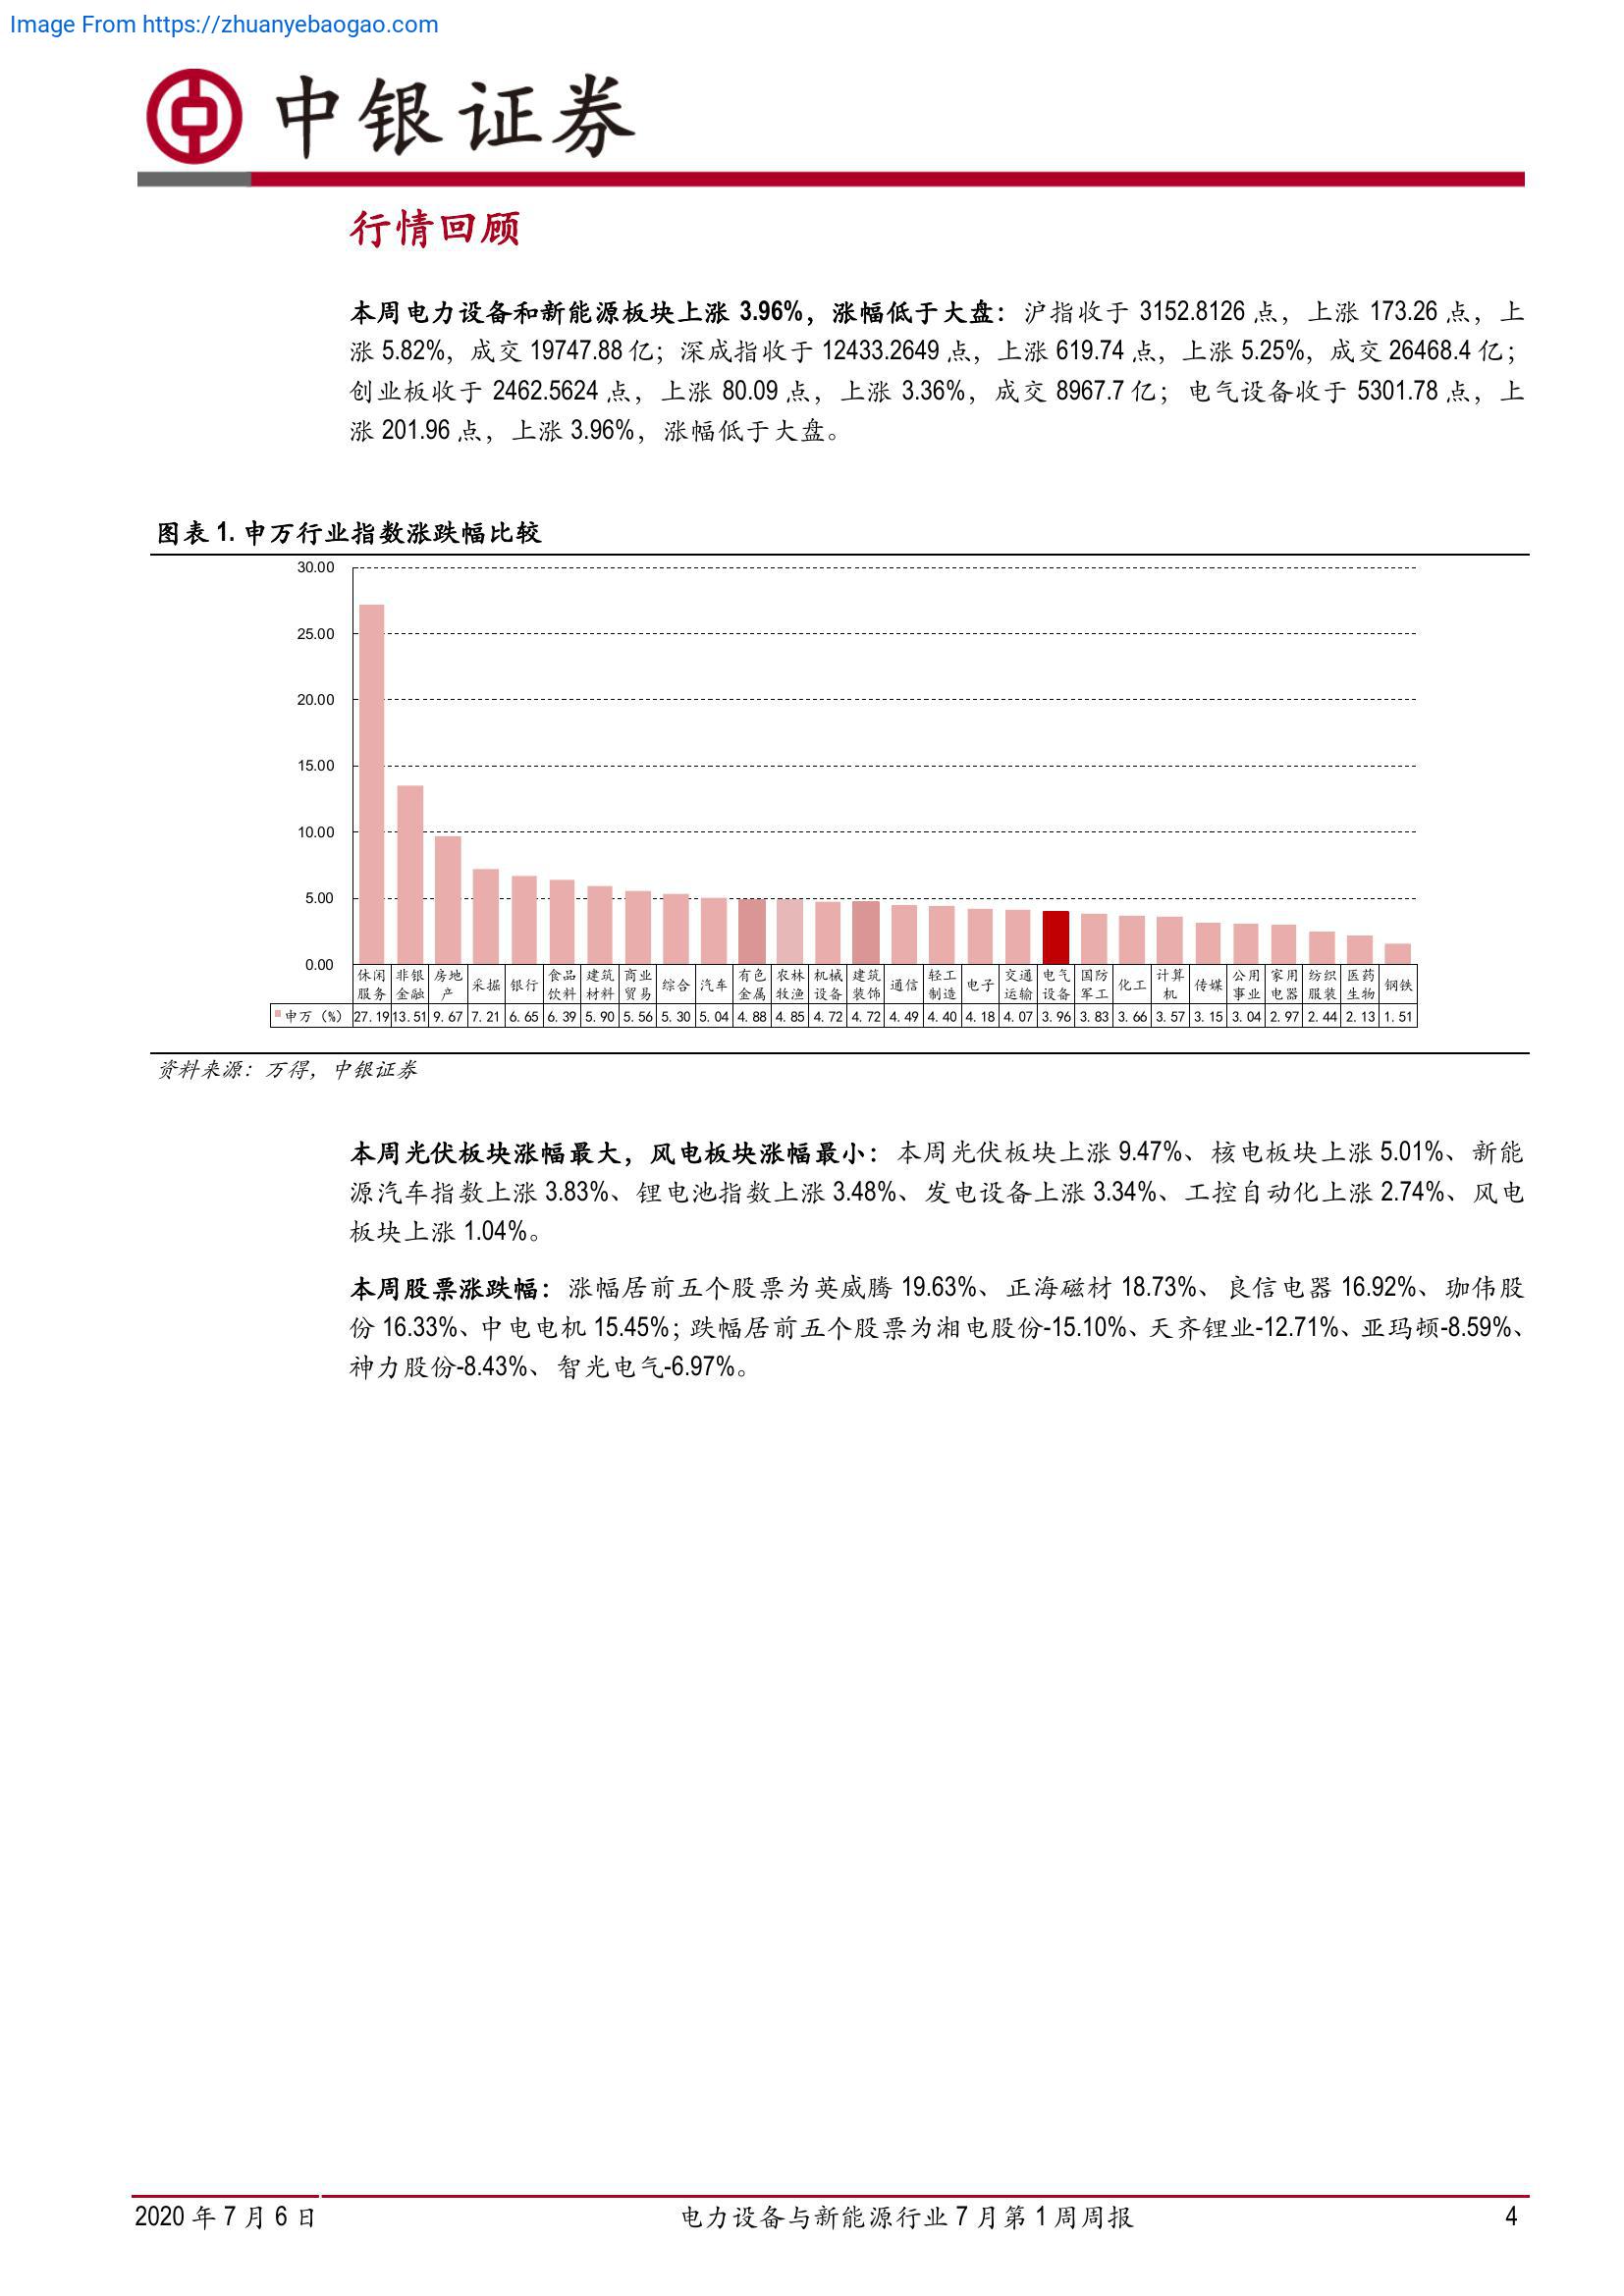 Image From https://zhuanyebaogao.com
中银证券
行情回顾
本周电力设备和新能源板块上涨 3.96%，涨幅低于大盘：沪指收于 3152.8126 点，上涨 173.26 点，上
涨 5.82%，成交 19747.88 亿；深成指收于 12433.2649 点，上涨 619.74 点，上涨 5.25%，成交 26468.4 亿；
创业板收于 2462.5624 点，上涨 80.09 点，上涨 3.36%，成交 8967.7 亿；电气设备收于 5301.78 点，上
涨 201.96 点，上涨 3.96%，涨幅低于大盘。
图表 1. 申万行业指数涨跌幅比较
30.00
25.00
20.00
15.00
10.00
5.00
0.00
休闲服务 非银金融 房地产 采掘 银行 食品饮料 建筑材料 商业贸易 综合 汽车 有色金属 农林牧渔 机械设备 建筑装饰 通信 轻工制造 电子 交通运输 电气设备 国防军工 化工 计算机 传媒 公用事业 家用电器 纺织服装 医药生物 钢铁
申万（%） 27.19 13.51 9.67 7.21 6.65 6.39 5.90 5.56 5.30 5.04 4.88 4.85 4.72 4.72 4.49 4.40 4.18 4.07 3.96 3.83 3.66 3.57 3.15 3.04 2.97 2.44 2.13 1.51
资料来源：万得，中银证券
本周光伏板块涨幅最大，风电板块涨幅最小：本周光伏板块上涨 9.47%、核电板块上涨 5.01%、新能
源汽车指数上涨 3.83%、锂电池指数上涨 3.48%、发电设备上涨 3.34%、工控自动化上涨 2.74%、风电
板块上涨 1.04%。
本周股票涨跌幅：涨幅居前五个股票为英威腾 19.63%、正海磁材 18.73%、良信电器 16.92%、珈伟股
份 16.33%、中电电机 15.45%；跌幅居前五个股票为湘电股份-15.10%、天齐锂业-12.71%、亚玛顿-8.59%、
神力股份-8.43%、智光电气-6.97%。
2020 年 7 月 6 日 电力设备与新能源行业 7 月第 1 周周报 4